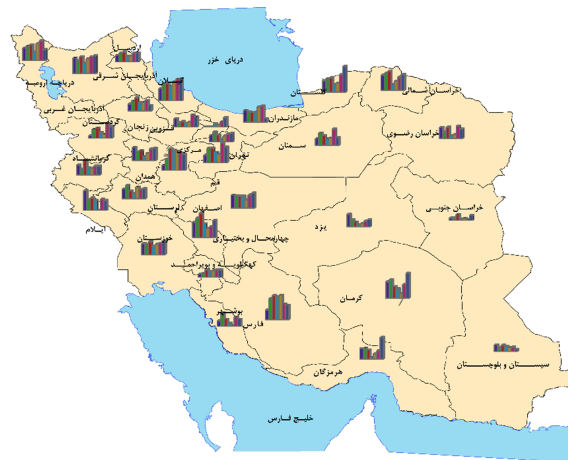 دریای خزر
اردبیل
آذربایجان شرقی
دریاچه ارومیه
گیلان
گلستان
خراسان شمالی
آذربایجان غربی
مازندران
کردستان
زنجان
قزوین
خراسان رضوی
سمنان
تهران
مرکزی
کرمانشاه
همدان
قم
لرستان
اصفهان
خراسان جنوبی
ایلام
یزد
خوزستان
چهارمحال و بختیاری
کهگیلویه و بویراحمد
کرمان
بوشهر
فارس
سیستان و بلوچستان
هرمزگان
خلیج فارس